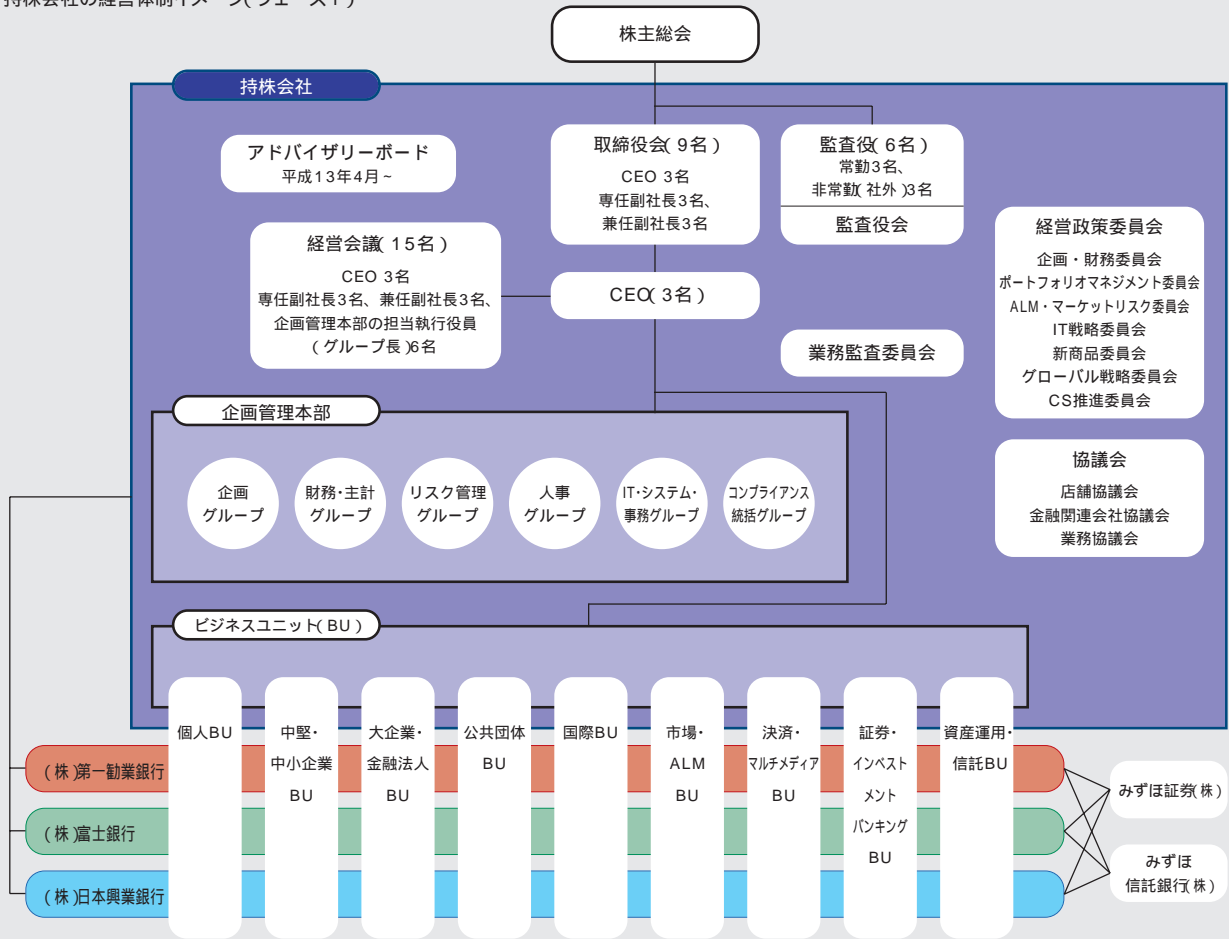 持株会社の経営体制イメージ(フェーズ1)
株主総会
持株会社
アドバイザリーボード
平成13年4月~
取締役会(9名)
CEO 3名
専任副社長3名、
兼任副社長3名
監査役(6名)
常勤3名、
非常勤(社外)3名
監査役会
経営会議(15名)
CEO 3名
専任副社長3名、兼任副社長3名、
企画管理本部の担当執行役員
(グループ長)6名
CEO(3名)
業務監査委員会
経営政策委員会
企画・財務委員会
ポートフォリオマネジメント委員会
ALM・マーケットリスク委員会
IT戦略委員会
新商品委員会
グローバル戦略委員会
CS推進委員会
協議会
店舗協議会
金融関連会社協議会
業務協議会
企画管理本部
企画
グループ
財務・主計
グループ
リスク管理
グループ
人事
グループ
IT・システム・
事務グループ
コンプライアンス
統括グループ
ビジネスユニット(BU)
個人BU
中堅・
中小企業
BU
大企業・
金融法人
BU
公共団体
BU
国際BU
市場・
ALM
BU
決済・
マルチメディア
BU
証券・
インベスト
メント
バンキング
BU
資産運用・
信託BU
(株)第一勧業銀行
(株)富士銀行
(株)日本興業銀行
みずほ証券(株)
みずほ
信託銀行(株)